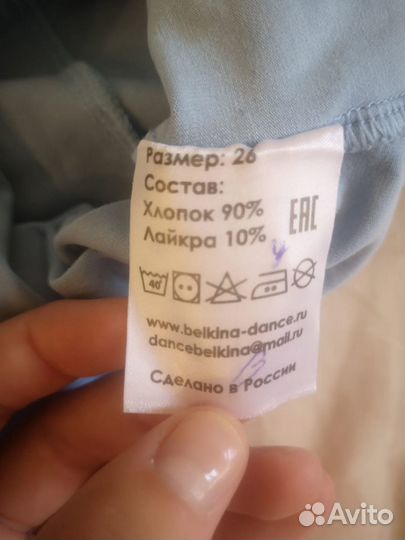 Размер: 26
Состав:
Хлопок 90%
Лайкра 10%
EAC
40°
www.belkina-dance.ru
dancebelkina@mail.ru
Сделано в России
Avito